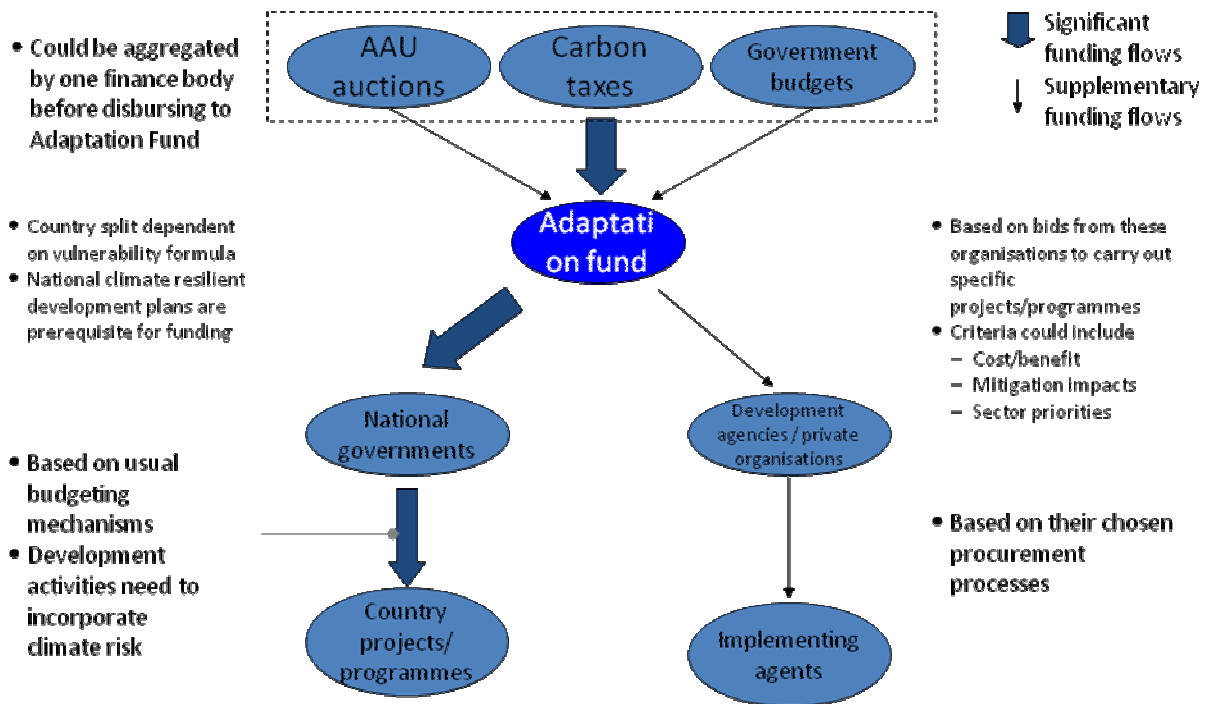 • Could be aggregated
by one finance body
before disbursing to
Adaptation Fund
AAU
auctions
Carbon
taxes
Government
budgets
Significant
funding flows
Supplementary
funding flows
• Country split dependent
on vulnerability formula
• National climate resilient
development plans are
prerequisite for funding
Adaptati
on fund
• Based on bids from these
organisations to carry out
specific
projects/programmes
• Criteria could include
– Cost/benefit
– Mitigation impacts
– Sector priorities
National
governments
Development
agencies / private
organisations
• Based on usual
budgeting
mechanisms
• Development
activities need to
incorporate
climate risk
• Based on their chosen
procurement
processes
Country
projects/
programmes
Implementing
agents